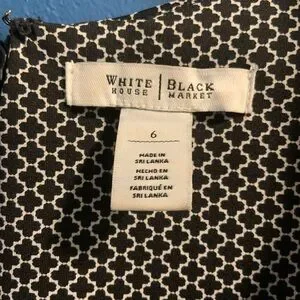 WHITE HOUSE | BLACK MARKET
6
MADE IN
SRI LANKA
HECHO EN
SRI LANKA
FABRIQUÉ EN
SRI LANKA